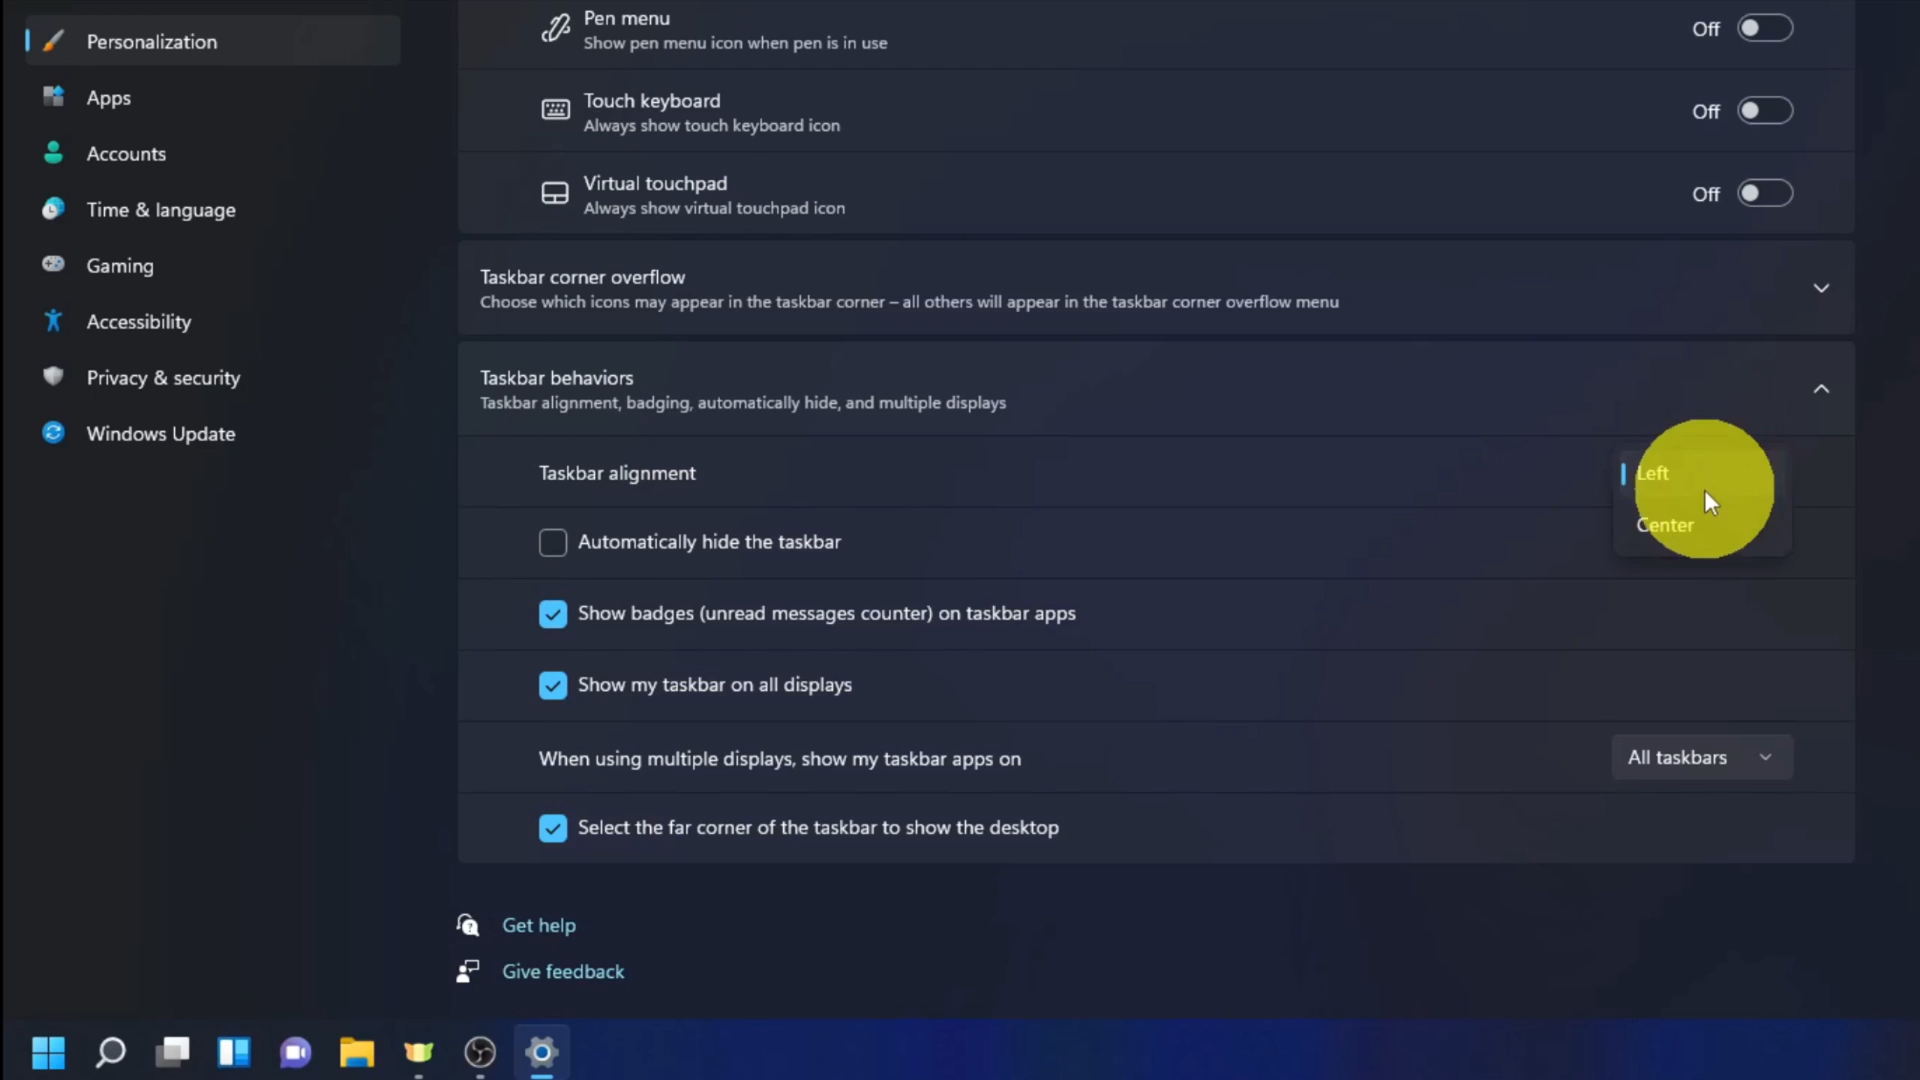 Personalization
Apps
Accounts
Time & language
Gaming
Accessibility
Privacy & security
Windows Update
Pen menu
Show pen menu icon when pen is in use
Off
Touch keyboard
Always show touch keyboard icon
Off
Virtual touchpad
Always show virtual touchpad icon
Off
Taskbar corner overflow
Choose which icons may appear in the taskbar corner – all others will appear in the taskbar corner overflow menu
Taskbar behaviors
Taskbar alignment, badging, automatically hide, and multiple displays
Taskbar alignment
Left
Center
Automatically hide the taskbar
Show badges (unread messages counter) on taskbar apps
Show my taskbar on all displays
When using multiple displays, show my taskbar apps on
All taskbars
Select the far corner of the taskbar to show the desktop
Get help
Give feedback